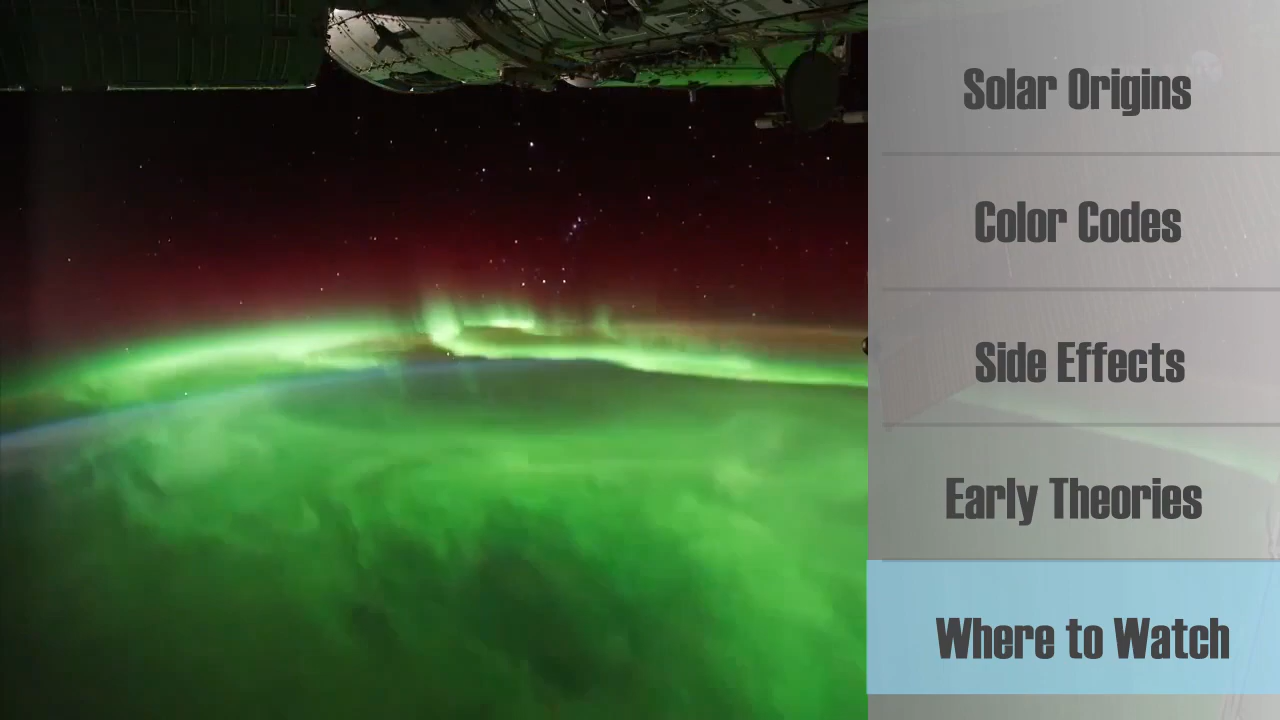 Solar Origins
Color Codes
Side Effects
Early Theories
Where to Watch